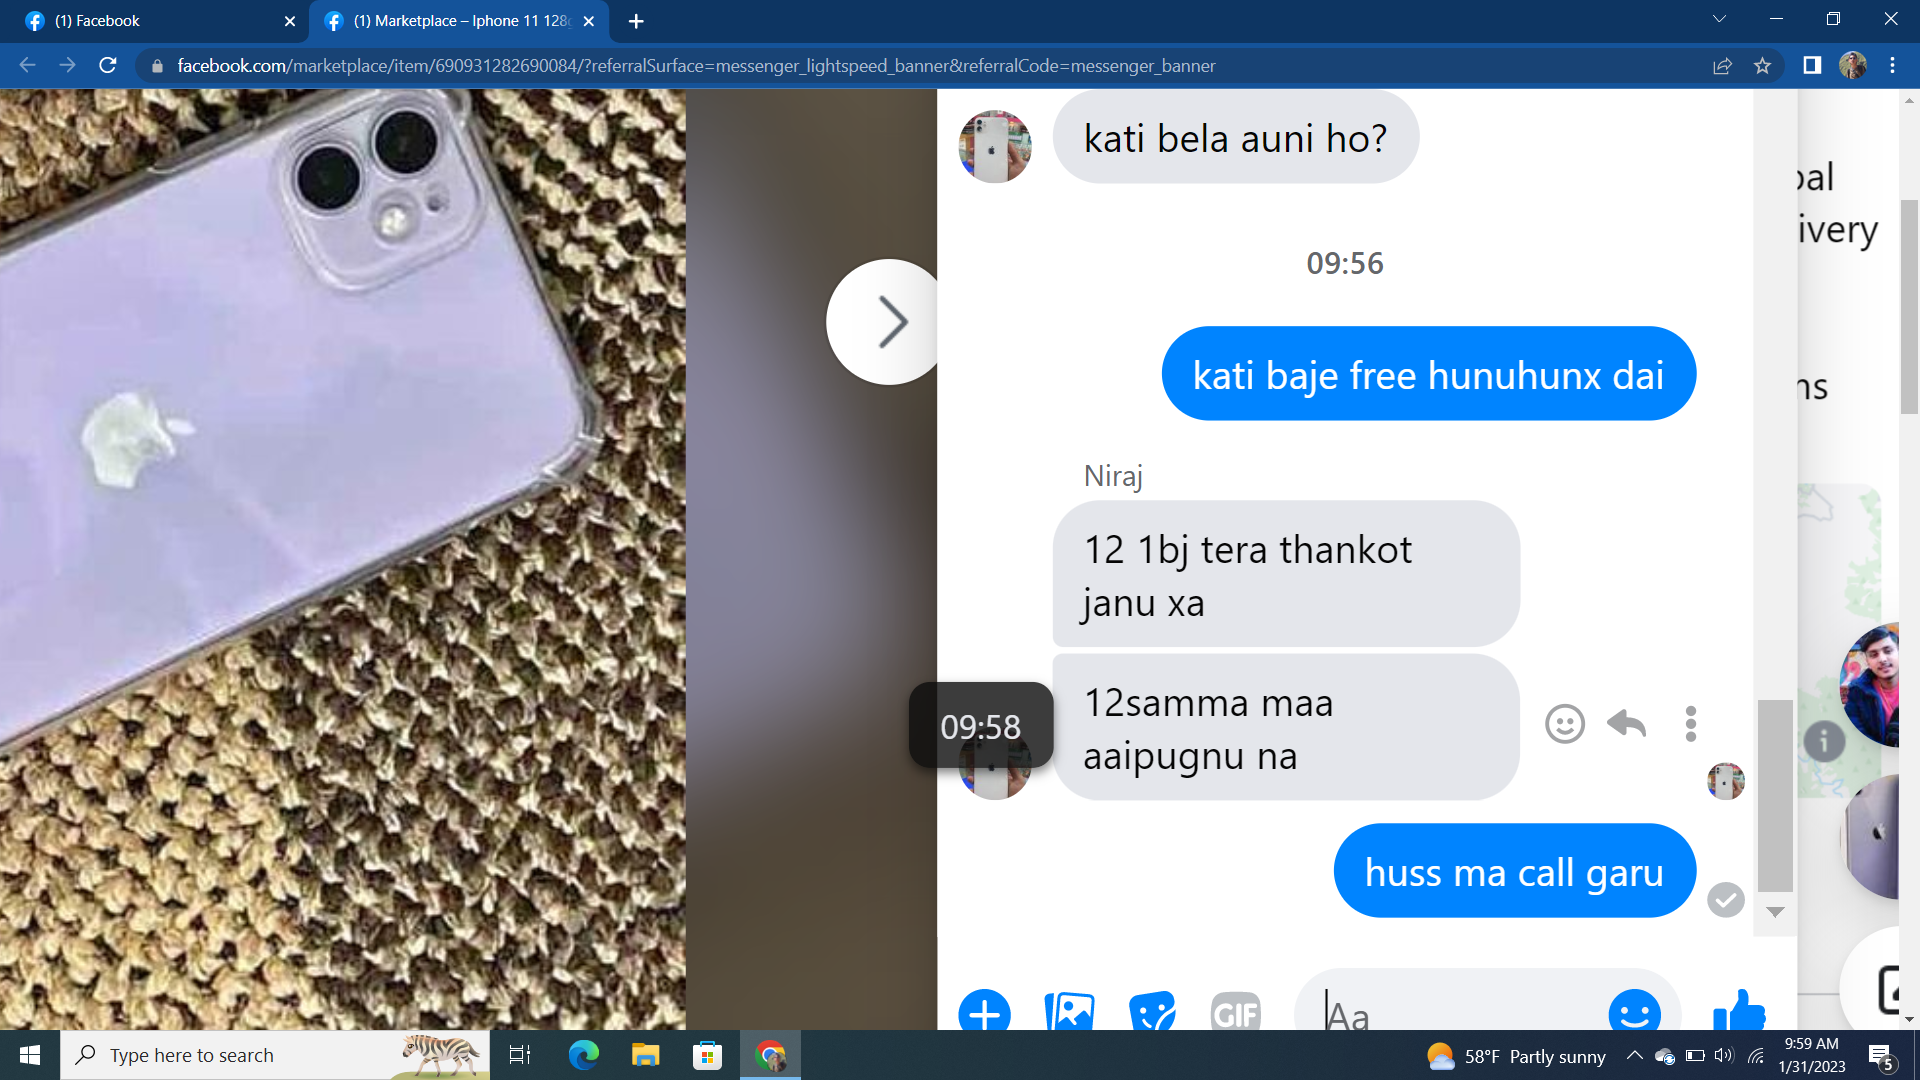 (1) Facebook
(1) Marketplace – Iphone 11 128
facebook.com/marketplace/item/690931282690084/?referralSurface=messenger_lightspeed_banner&referralCode=messenger_banner
kati bela auni ho?
09:56
kati baje free hunuhunx dai
Niraj
12 1bj tera thankot
janu xa
12samma maa
aaipugnu na
09:58
huss ma call garu
GIF
Aa
Type here to search
58°F Partly sunny
9:59 AM
1/31/2023
5